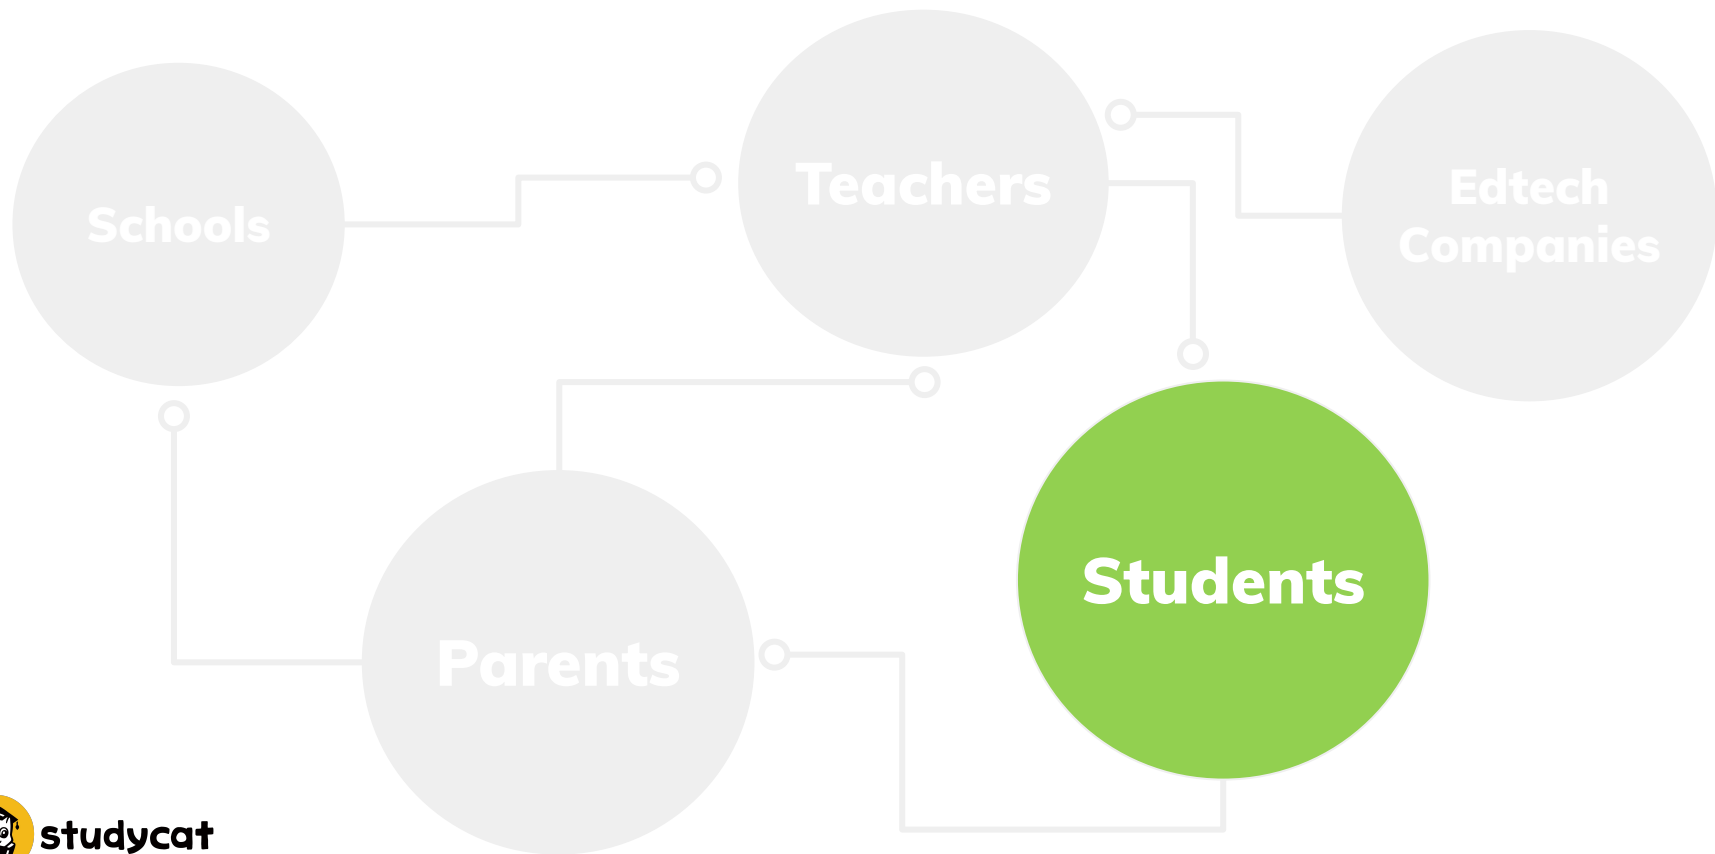 Schools
Teachers
Edtech
Companies
Students
Parents
studycat